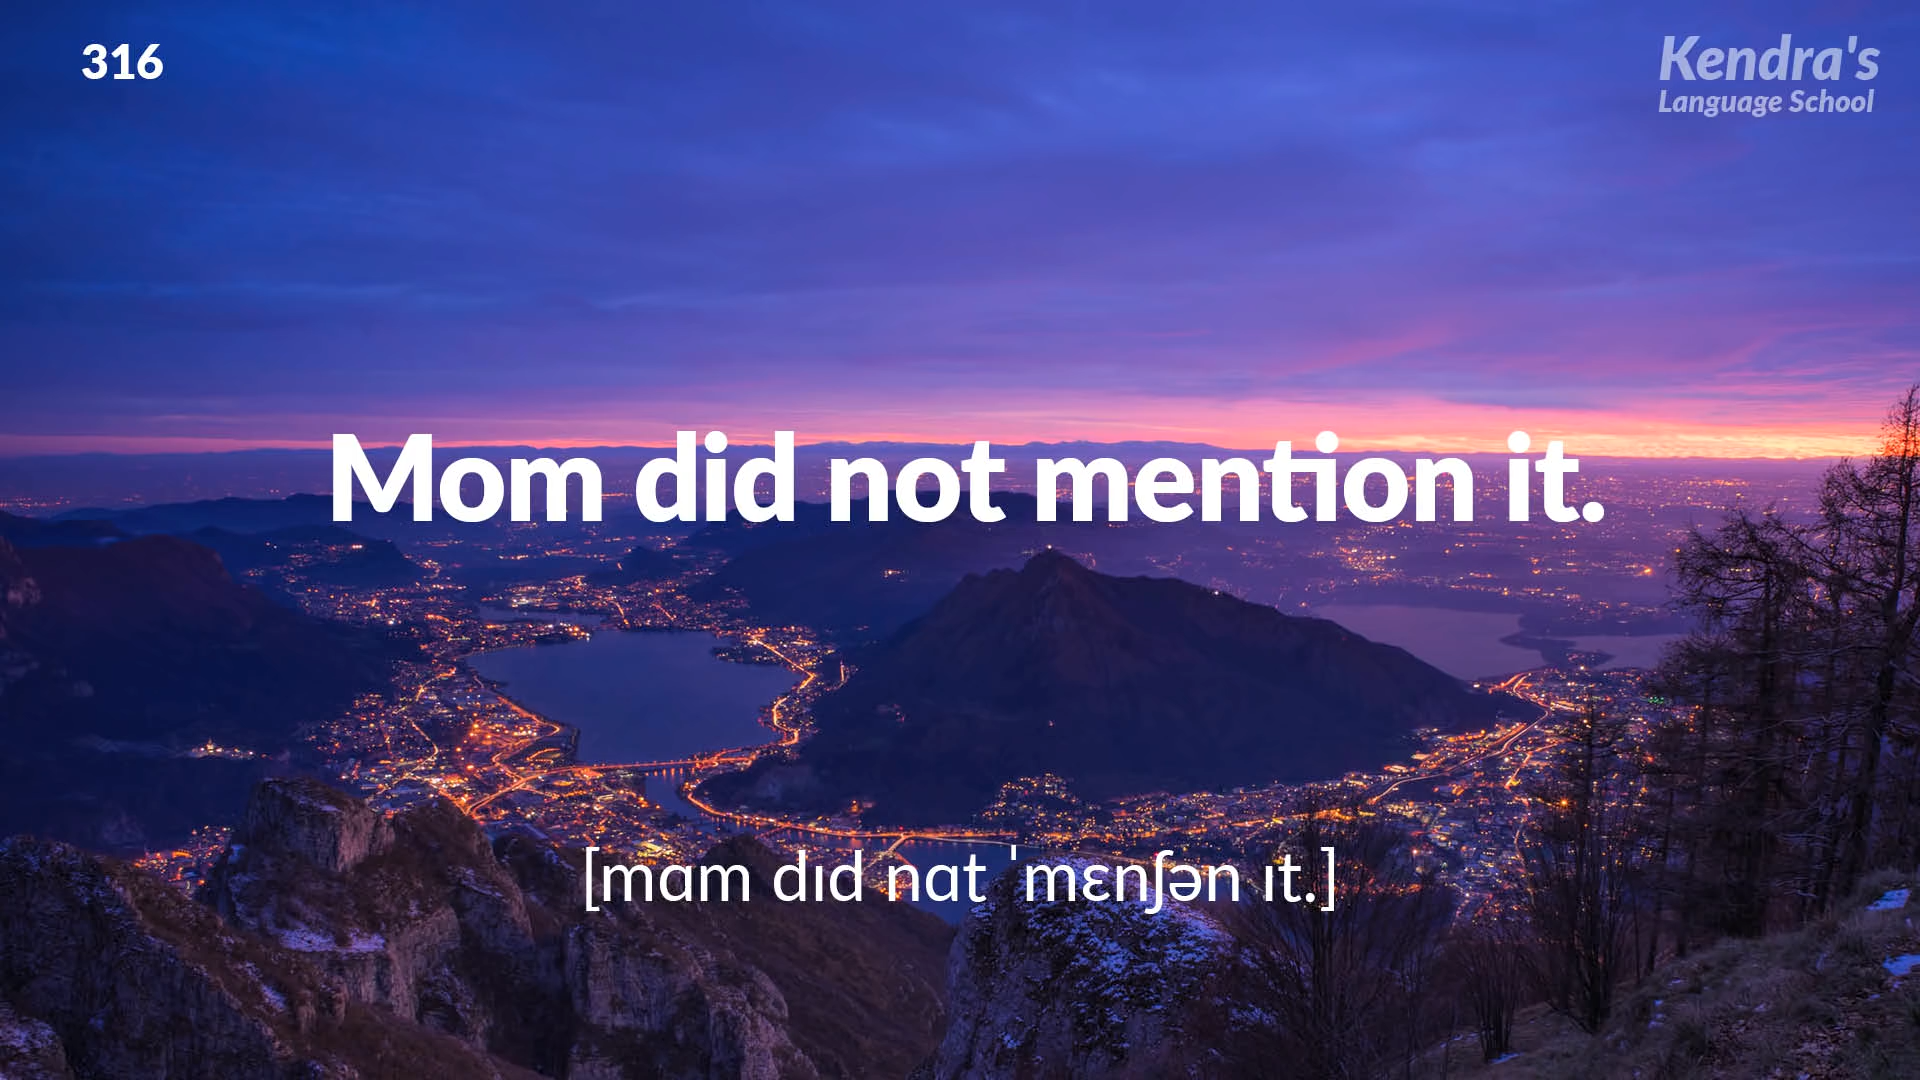 316
Kendra's
Language School
Mom did not mention it.
[mɑm dɪd nɑt ˈmɛnʃən ɪt.]